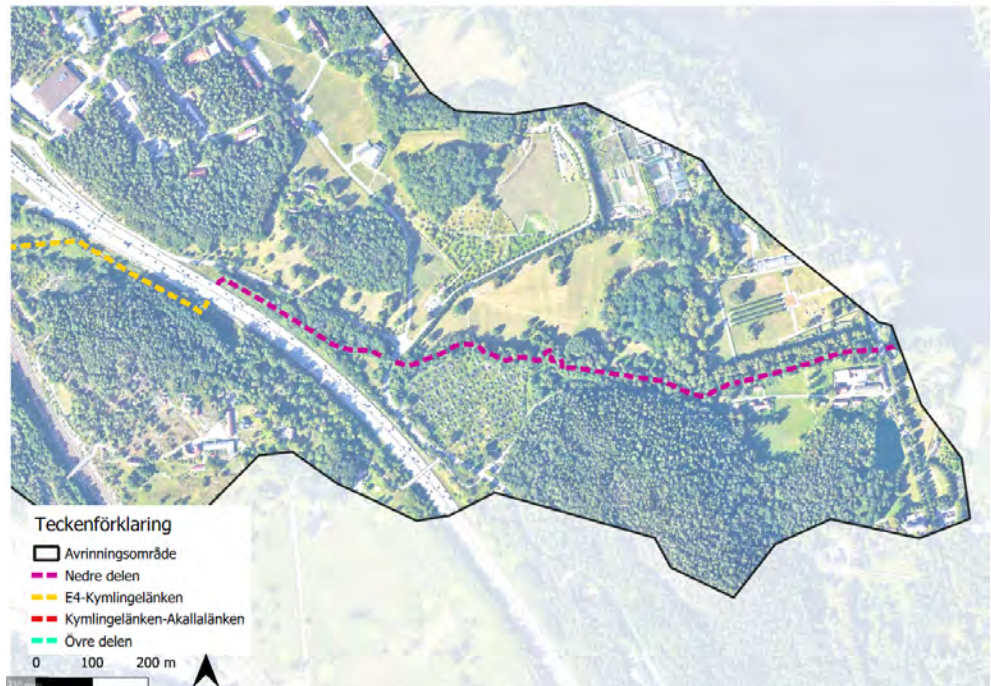 Teckenförklaring
Avrinningsområde
Nedre delen
E4-Kymlingelänken
Kymlingelänken-Akallalänken
Övre delen
0 100 200 m